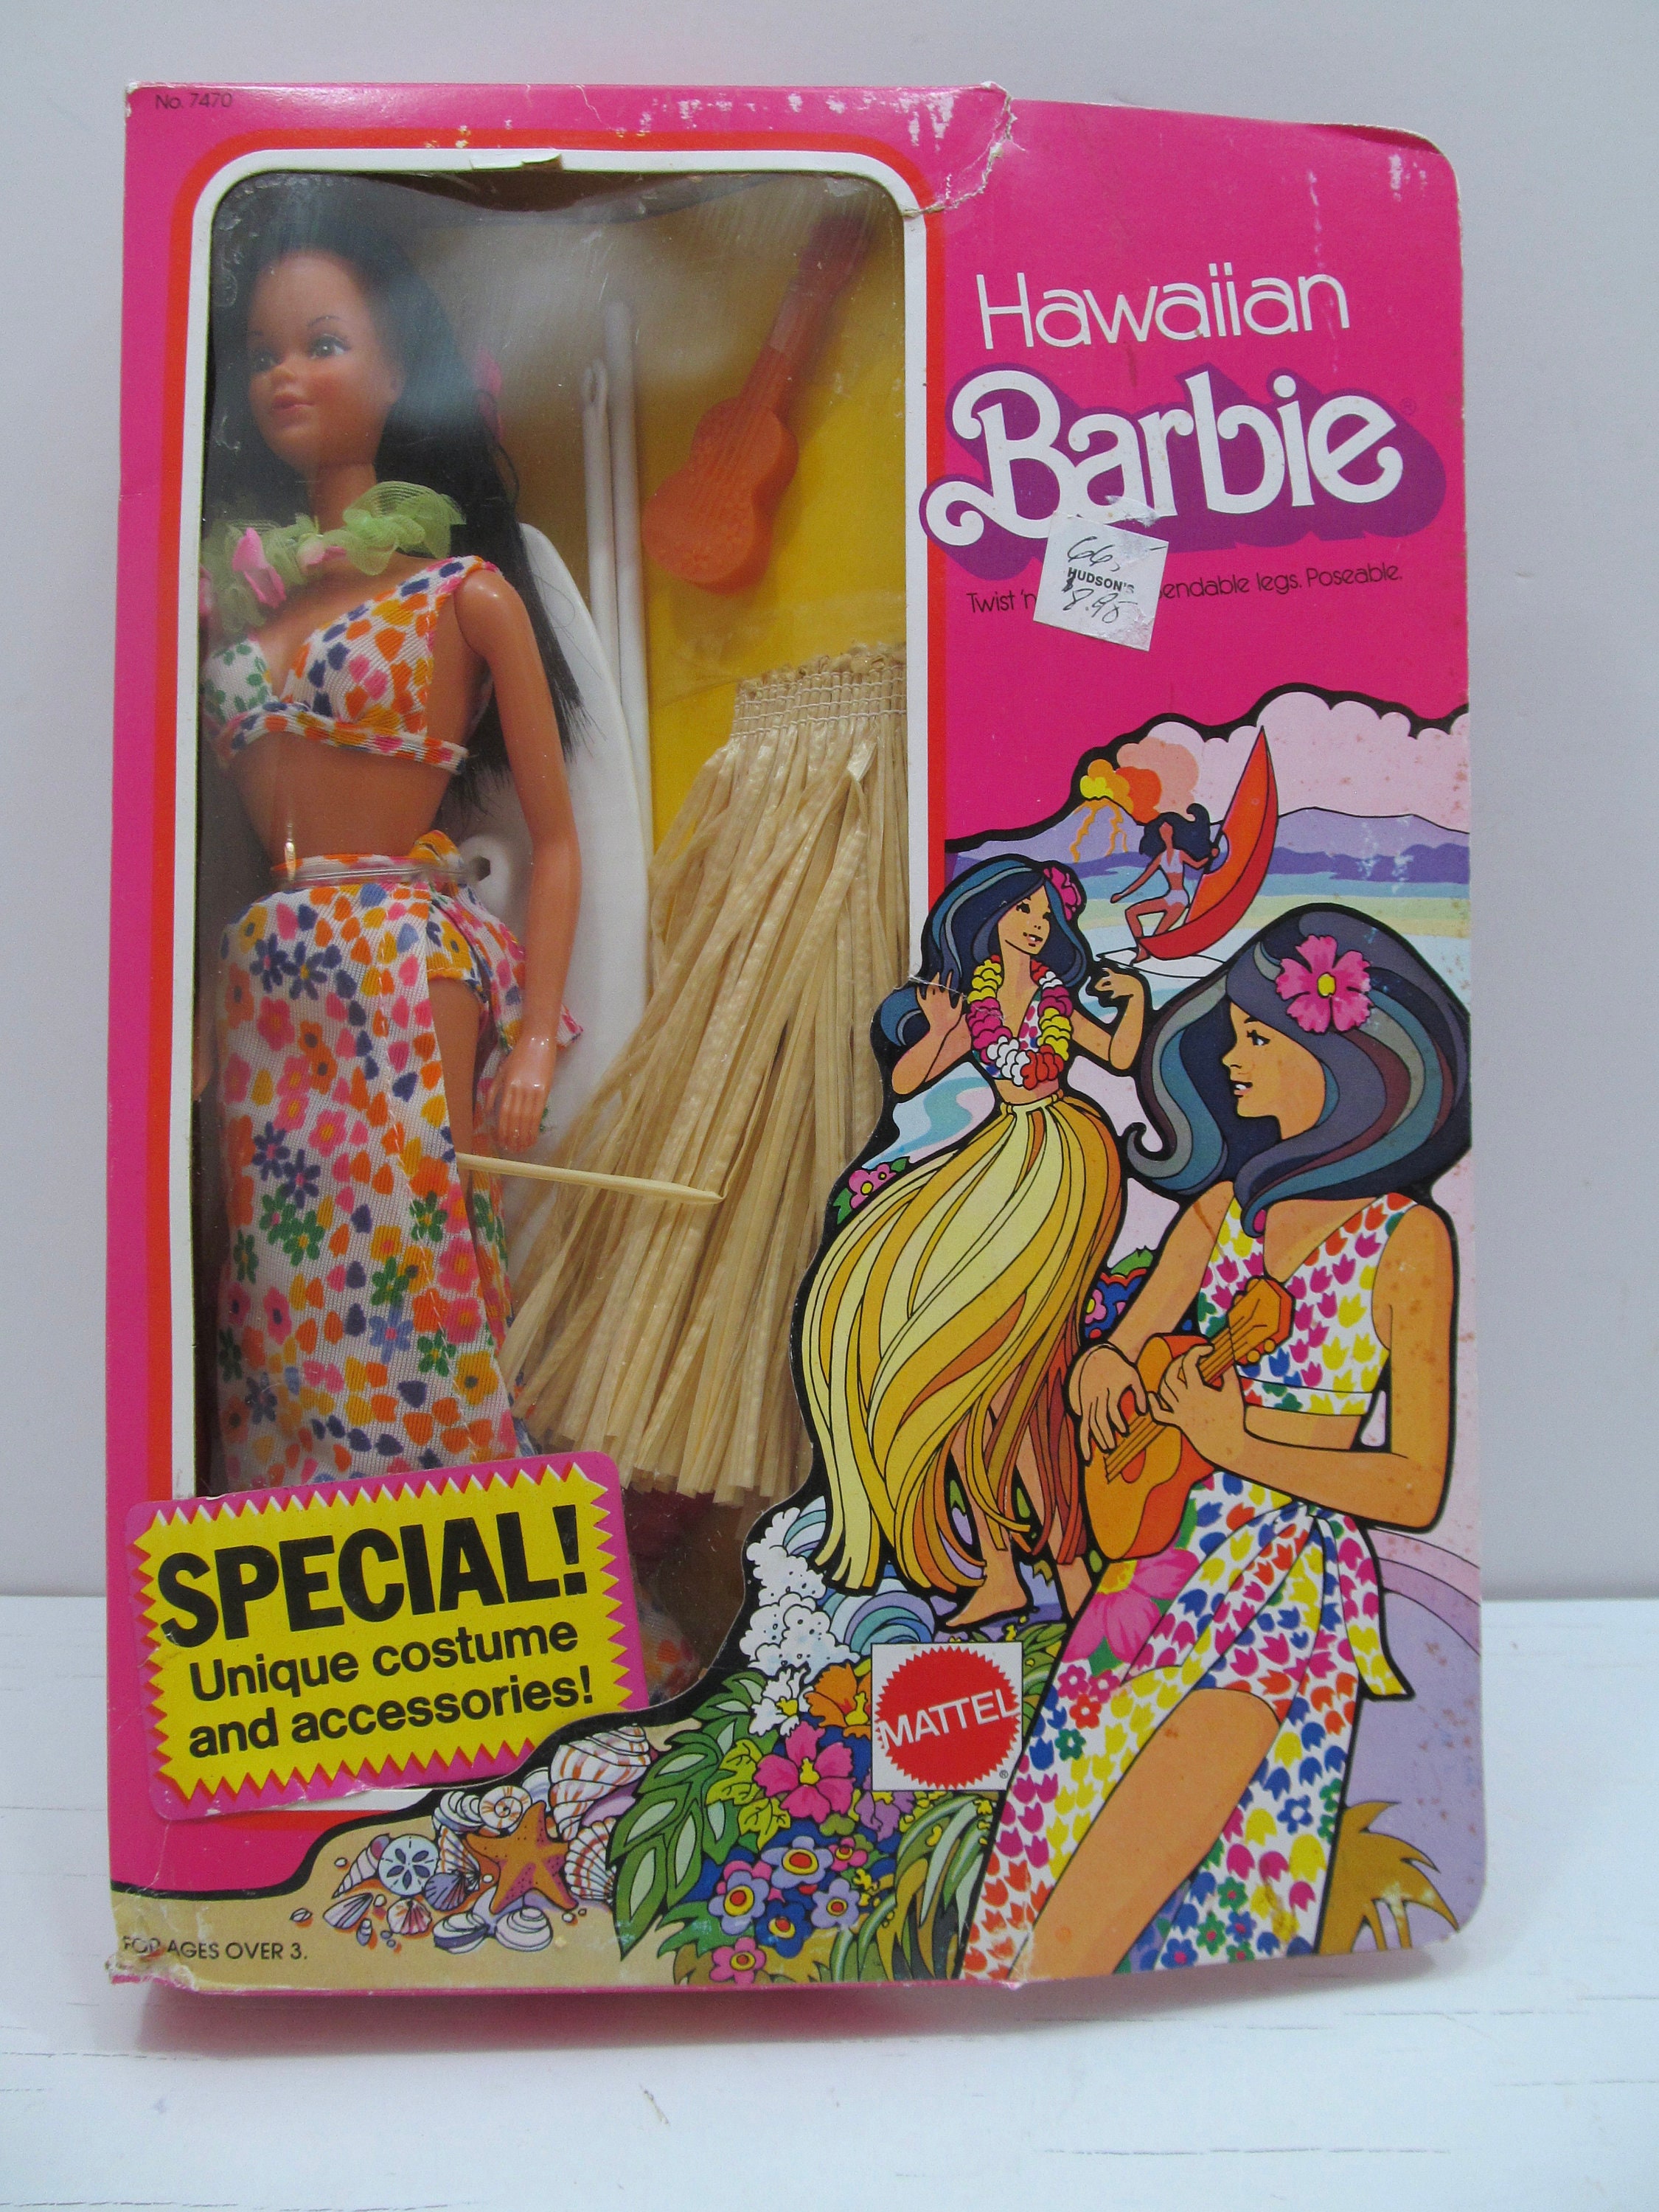 No. 7470
Hawaiian
Barbie®
HUDSON'S
8.95
Twist 'n endable legs. Poseable.
SPECIAL!
Unique costume
and accessories!
MATTEL®
FOR AGES OVER 3.